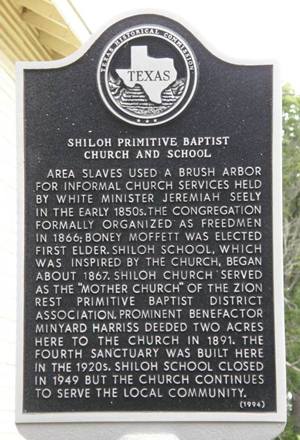 TEXAS HISTORICAL COMMISSION
TEXAS
SHILOH PRIMITIVE BAPTIST
CHURCH AND SCHOOL
AREA SLAVES USED A BRUSH ARBOR
FOR INFORMAL CHURCH SERVICES HELD
BY WHITE MINISTER JEREMIAH SEELY
IN THE EARLY 1850s. THE CONGREGATION
FORMALLY ORGANIZED AS FREEDMEN
IN 1866; BONEY MOFFETT WAS ELECTED
FIRST ELDER. SHILOH SCHOOL, WHICH
WAS INSPIRED BY THE CHURCH, BEGAN
ABOUT 1867. SHILOH CHURCH SERVED
AS THE "MOTHER CHURCH" OF THE ZION
REST PRIMITIVE BAPTIST DISTRICT
ASSOCIATION. PROMINENT BENEFACTOR
MINYARD HARRISS DEEDED TWO ACRES
HERE TO THE CHURCH IN 1891. THE
FOURTH SANCTUARY WAS BUILT HERE
IN THE 1920s. SHILOH SCHOOL CLOSED
IN 1949 BUT THE CHURCH CONTINUES
TO SERVE THE LOCAL COMMUNITY.
(1994)